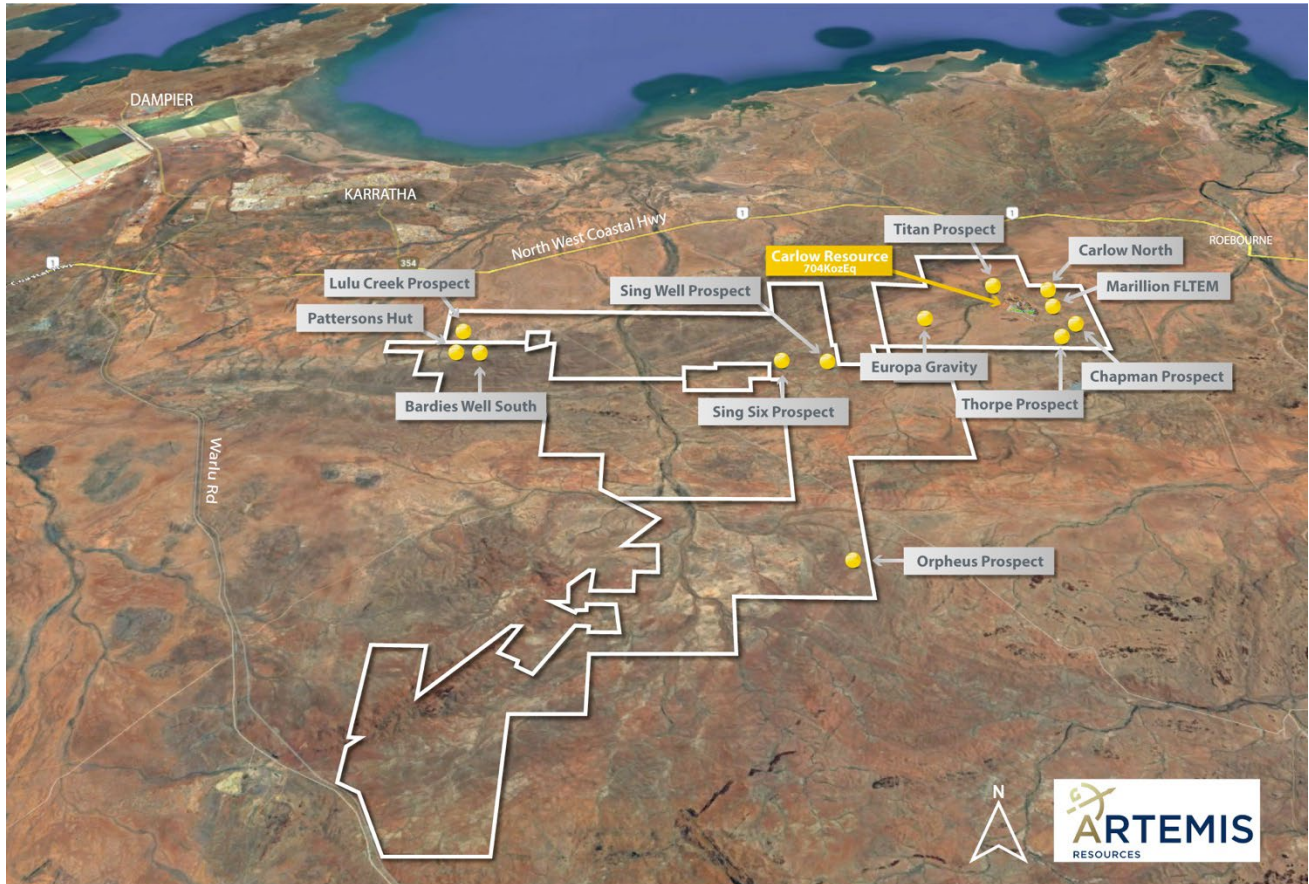 DAMPIER
KARRATHA
North West Coastal Hwy
1
1
1
354
ROEBOURNE
Titan Prospect
Carlow North
Carlow Resource
704KozEq
Marillion FLTEM
Lulu Creek Prospect
Sing Well Prospect
Pattersons Hut
Europa Gravity
Chapman Prospect
Bardies Well South
Sing Six Prospect
Thorpe Prospect
Warlu Rd
Orpheus Prospect
N
ARTEMIS
RESOURCES